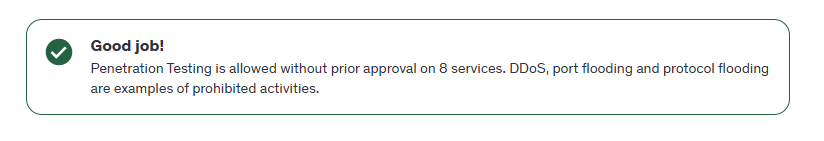 Good job!
Penetration Testing is allowed without prior approval on 8 services. DDoS, port flooding and protocol flooding
are examples of prohibited activities.